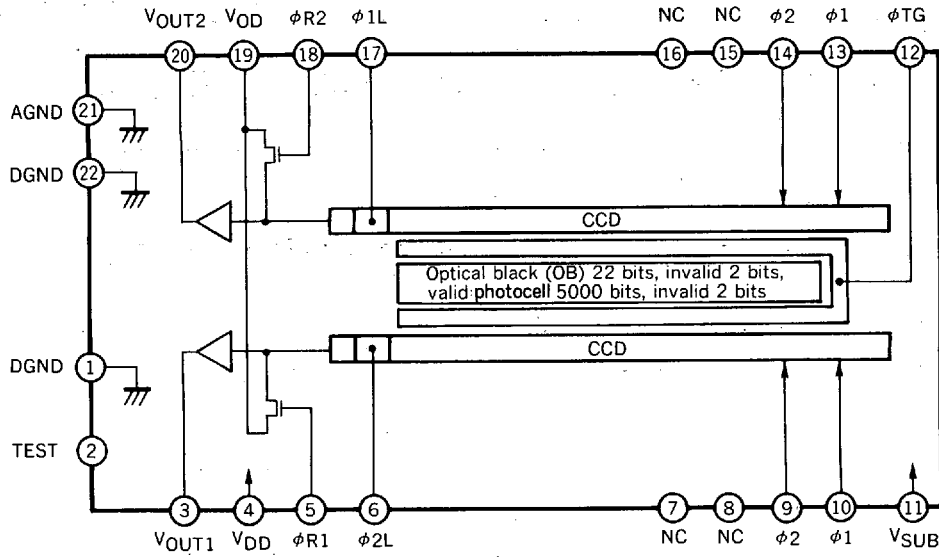 VOUT2 VOD φR2 φ1L NC NC φ2 φ1 φTG
20 19 18 17 16 15 14 13 12
AGND 21
DGND 22
CCD
Optical black (OB) 22 bits, invalid 2 bits,
valid photocell 5000 bits, invalid 2 bits
CCD
DGND 1
TEST 2
3 4 5 6 7 8 9 10 11
VOUT1 VDD φR1 φ2L NC NC φ2 φ1 VSUB